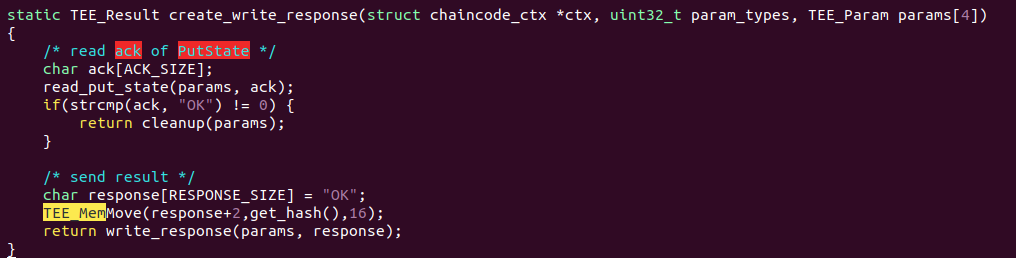 static TEE_Result create_write_response(struct chaincode_ctx *ctx, uint32_t param_types, TEE_Param params[4])
{
    /* read ack of PutState */
    char ack[ACK_SIZE];
    read_put_state(params, ack);
    if(strcmp(ack, "OK") != 0) {
        return cleanup(params);
    }

    /* send result */
    char response[RESPONSE_SIZE] = "OK";
    TEE_MemMove(response+2,get_hash(),16);
    return write_response(params, response);
}